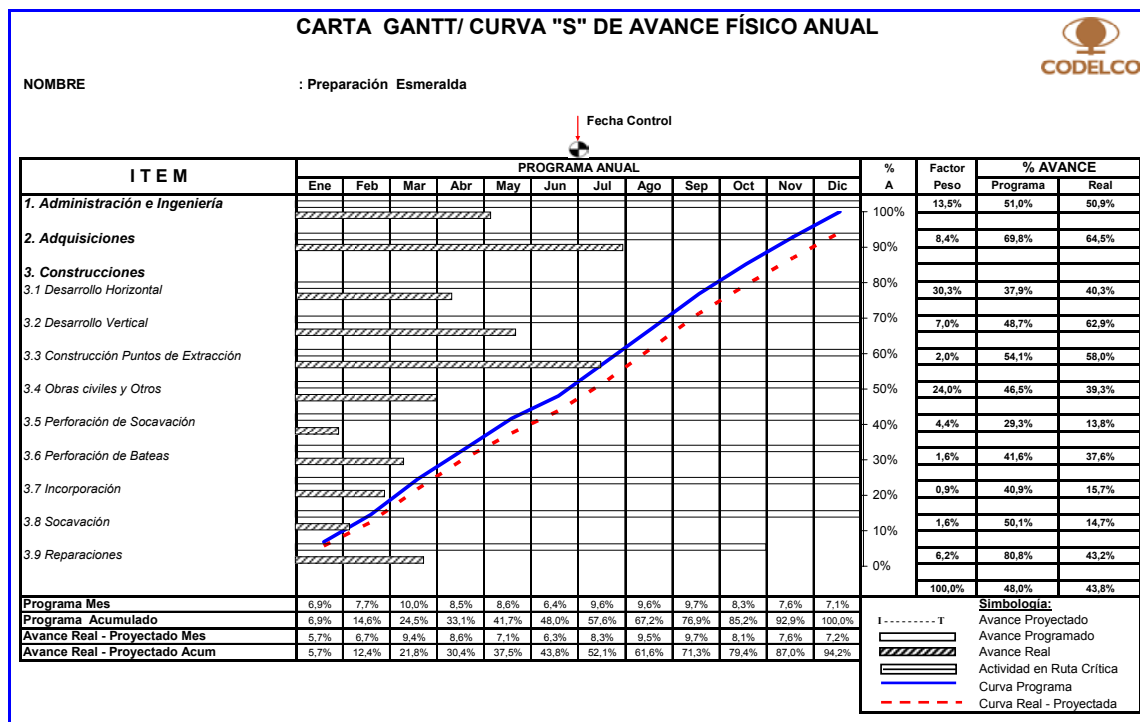 CARTA GANTT/ CURVA "S" DE AVANCE FÍSICO ANUAL
CODELCO
NOMBRE : Preparación Esmeralda
Fecha Control
I T E M PROGRAMA ANUAL % Factor % AVANCE
Ene Feb Mar Abr May Jun Jul Ago Sep Oct Nov Dic A Peso Programa Real
1. Administración e Ingeniería 100% 13,5% 51,0% 50,9%
2. Adquisiciones 90% 8,4% 69,8% 64,5%
3. Construcciones 80%
3.1 Desarrollo Horizontal 30,3% 37,9% 40,3%
3.2 Desarrollo Vertical 70% 7,0% 48,7% 62,9%
3.3 Construcción Puntos de Extracción 60% 2,0% 54,1% 58,0%
3.4 Obras civiles y Otros 50% 24,0% 46,5% 39,3%
3.5 Perforación de Socavación 40% 4,4% 29,3% 13,8%
3.6 Perforación de Bateas 30% 1,6% 41,6% 37,6%
3.7 Incorporación 20% 0,9% 40,9% 15,7%
3.8 Socavación 10% 1,6% 50,1% 14,7%
3.9 Reparaciones 0% 6,2% 80,8% 43,2%
100,0% 48,0% 43,8%
Programa Mes 6,9% 7,7% 10,0% 8,5% 8,6% 6,4% 9,6% 9,6% 9,7% 8,3% 7,6% 7,1%
Programa Acumulado 6,9% 14,6% 24,5% 33,1% 41,7% 48,0% 57,6% 67,2% 76,9% 85,2% 92,9% 100,0%
Avance Real - Proyectado Mes 5,7% 6,7% 9,4% 8,6% 7,1% 6,3% 8,3% 9,5% 9,7% 8,1% 7,6% 7,2%
Avance Real - Proyectado Acum 5,7% 12,4% 21,8% 30,4% 37,5% 43,8% 52,1% 61,6% 71,3% 79,4% 87,0% 94,2%
Simbología:
I - - - - - - - - - T Avance Proyectado
Avance Programado
Avance Real
Actividad en Ruta Crítica
Curva Programa
Curva Real - Proyectada